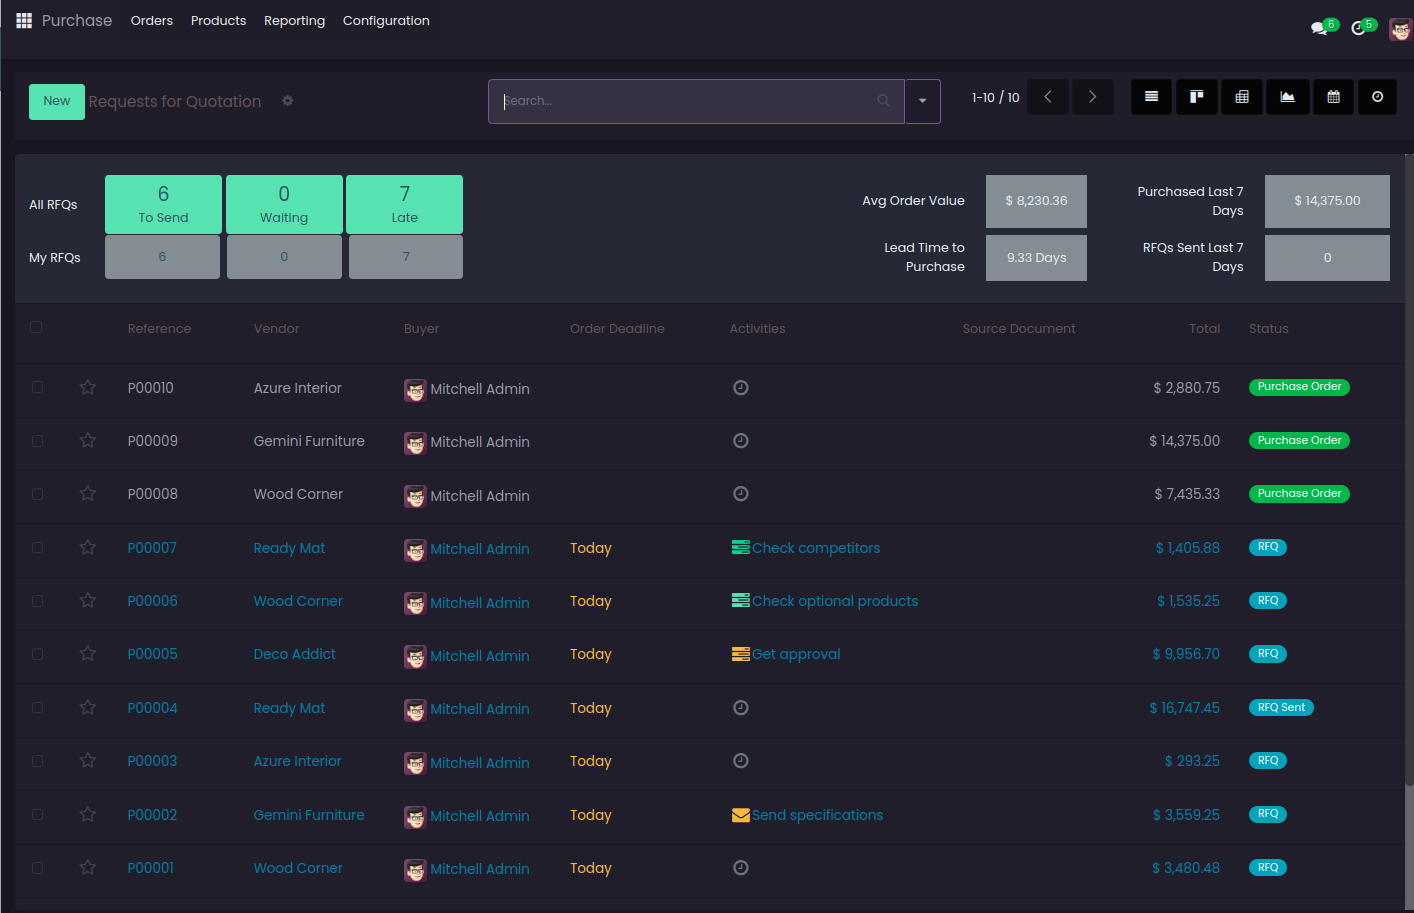 Purchase Orders Products Reporting Configuration
6 5
New Requests for Quotation Search... 1-10 / 10
All RFQs 6 0 7
To Send Waiting Late
My RFQs 6 0 7
Avg Order Value $ 8,230.36 Purchased Last 7 Days $ 14,375.00
Lead Time to Purchase 9.33 Days RFQs Sent Last 7 Days 0
Reference Vendor Buyer Order Deadline Activities Source Document Total Status
P00010 Azure Interior Mitchell Admin $ 2,880.75 Purchase Order
P00009 Gemini Furniture Mitchell Admin $ 14,375.00 Purchase Order
P00008 Wood Corner Mitchell Admin $ 7,435.33 Purchase Order
P00007 Ready Mat Mitchell Admin Today Check competitors $ 1,405.88 RFQ
P00006 Wood Corner Mitchell Admin Today Check optional products $ 1,535.25 RFQ
P00005 Deco Addict Mitchell Admin Today Get approval $ 9,956.70 RFQ
P00004 Ready Mat Mitchell Admin Today $ 16,747.45 RFQ Sent
P00003 Azure Interior Mitchell Admin Today $ 293.25 RFQ
P00002 Gemini Furniture Mitchell Admin Today Send specifications $ 3,559.25 RFQ
P00001 Wood Corner Mitchell Admin Today $ 3,480.48 RFQ